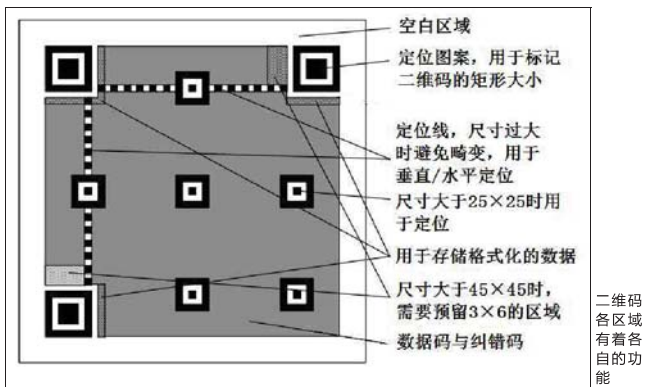 空白区域
定位图案，用于标记
二维码的矩形大小
定位线，尺寸过大
时避免畸变，用于
垂直/水平定位
尺寸大于25×25时用
于定位
用于存储格式化的数据
尺寸大于45×45时，
需要预留3×6的区域
数据码与纠错码
二维码
各区域
有着各
自的功
能